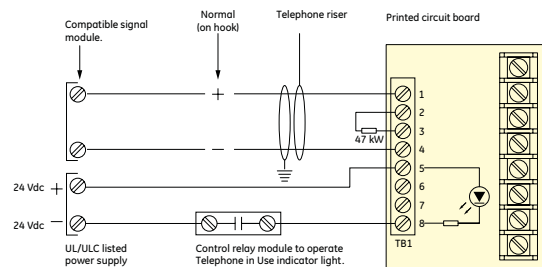 Compatible signal
module.
Normal
(on hook)
Telephone riser
Printed circuit board
+
1
2
3
47 kW
4
5
24 Vdc +
6
7
24 Vdc —
8
TB1
UL/ULC listed
power supply
Control relay module to operate
Telephone in Use indicator light.